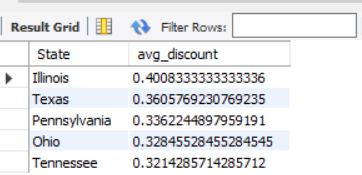 Result Grid Filter Rows:
State avg_discount
Illinois 0.4008333333333336
Texas 0.3605769230769235
Pennsylvania 0.3362244897959191
Ohio 0.32845528455284545
Tennessee 0.3214285714285712